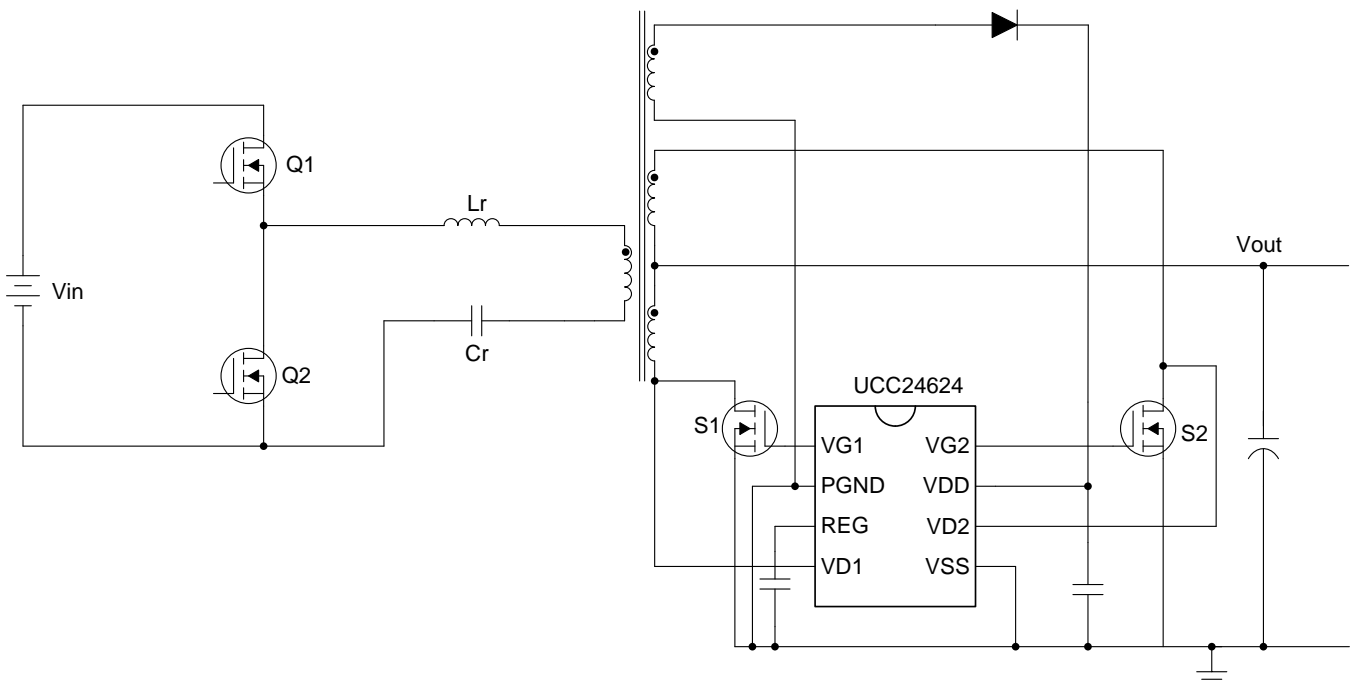 Q1
Lr
Vout
Vin
Cr
Q2
UCC24624
S1
VG1
VG2
S2
PGND
VDD
REG
VD2
VD1
VSS